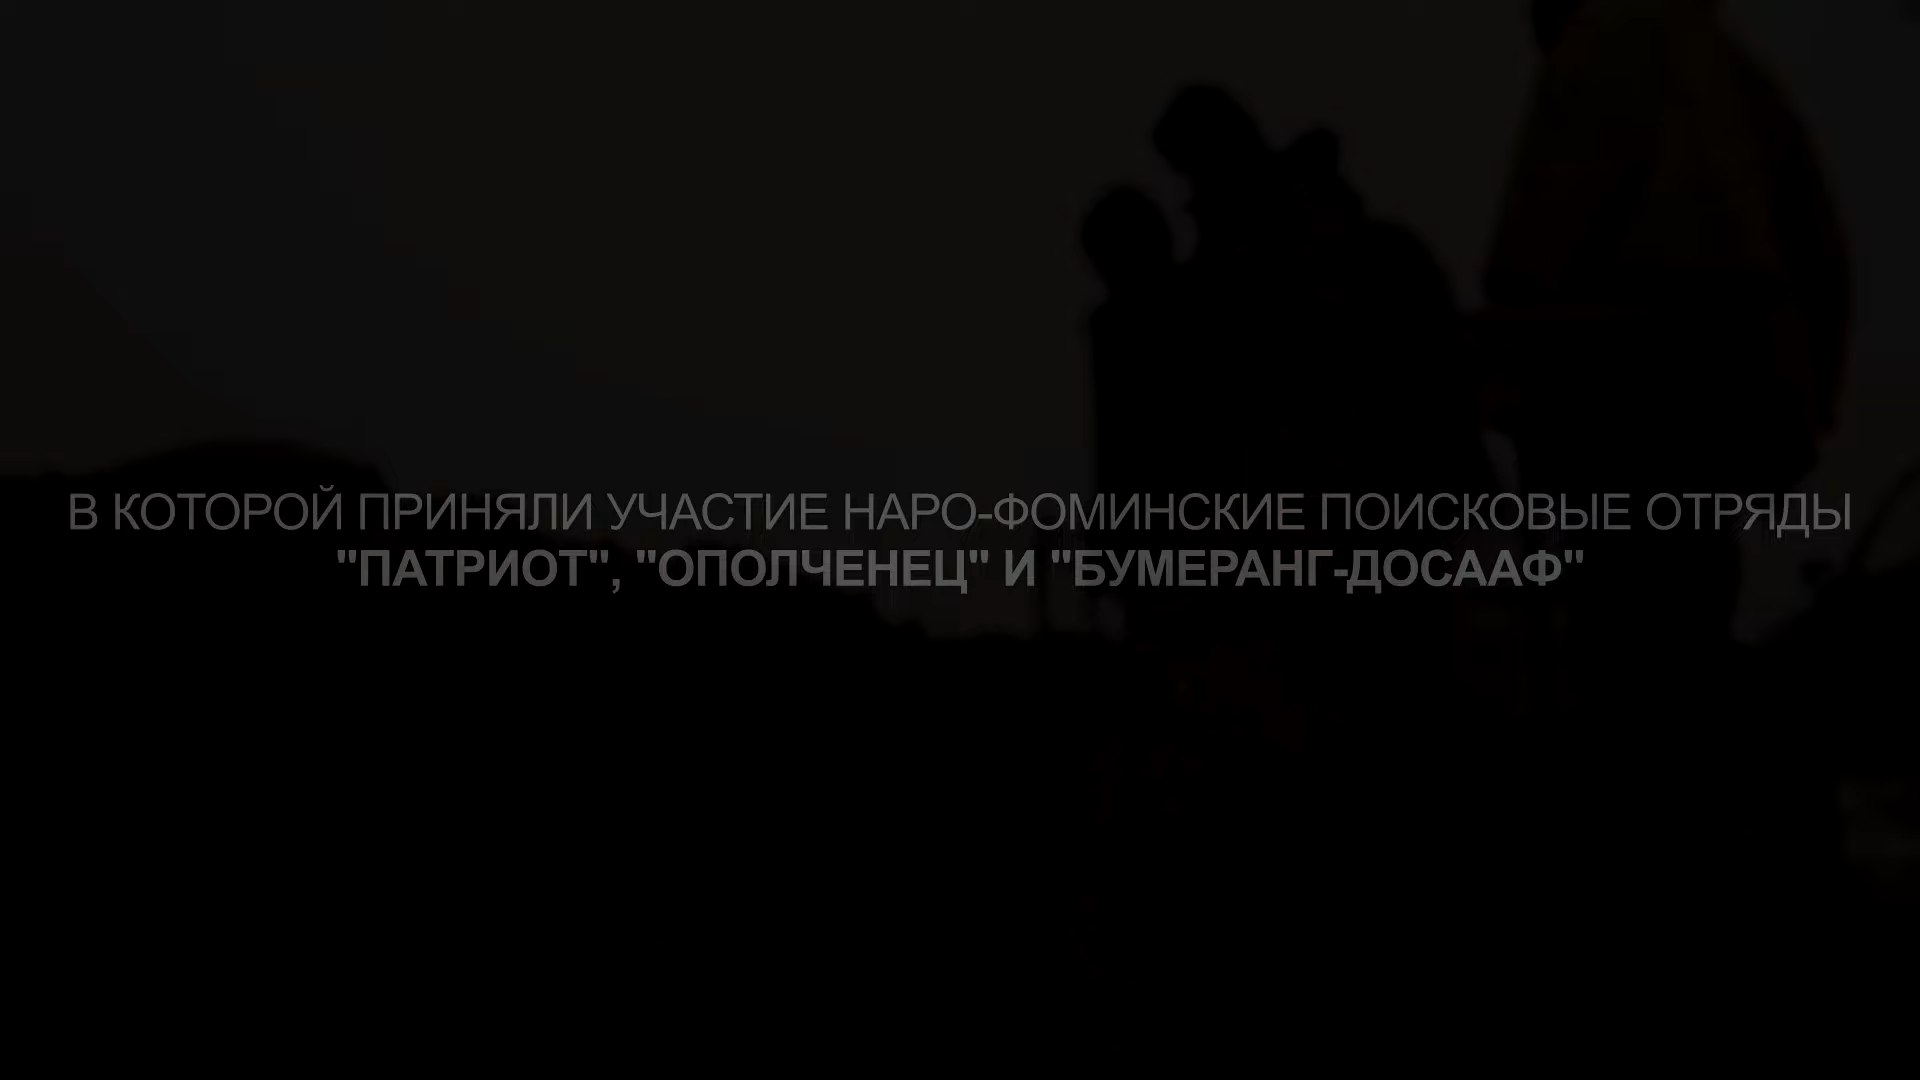 В КОТОРОЙ ПРИНЯЛИ УЧАСТИЕ НАРО-ФОМИНСКИЕ ПОИСКОВЫЕ ОТРЯДЫ
"ПАТРИОТ", "ОПОЛЧЕНЕЦ" И "БУМЕРАНГ-ДОСААФ"